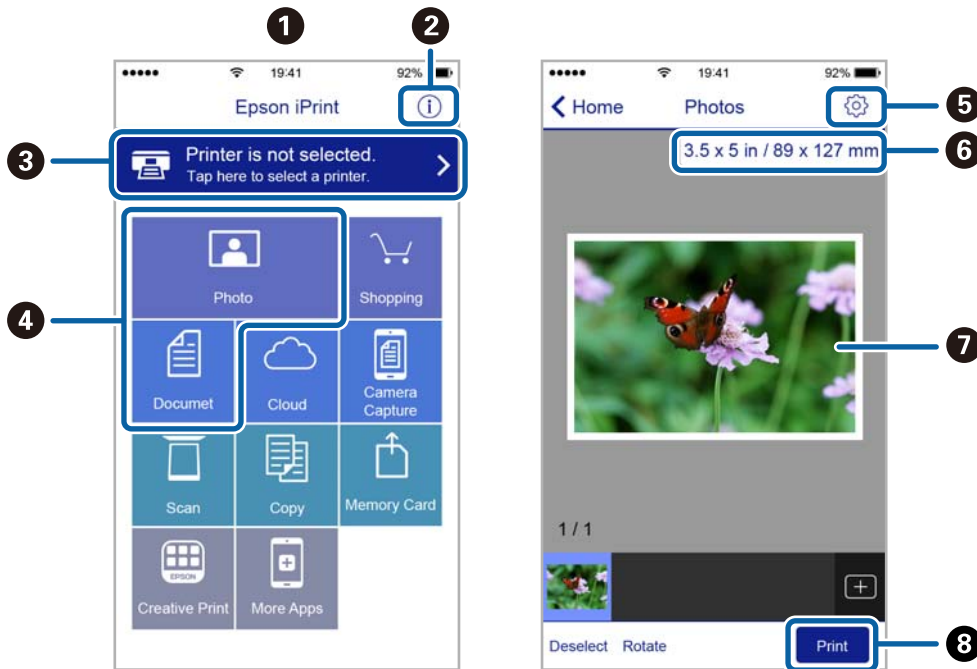 1
2
19:41
92%
Epson iPrint
3
Printer is not selected.
Tap here to select a printer.
4
Photo
Shopping
Documet
Cloud
Camera
Capture
Scan
Copy
Memory Card
EPSON
Creative Print
More Apps
19:41
92%
Home
Photos
5
3.5 x 5 in / 89 x 127 mm
6
7
1 / 1
Deselect
Rotate
Print
8